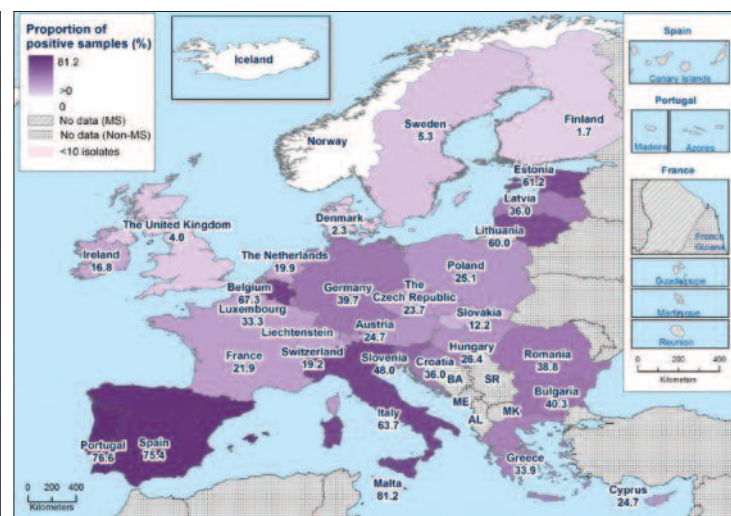 Proportion of
positive samples (%)
81.2
>0
0
No data (MS)
No data (Non-MS)
<10 isolates
Iceland
Norway
Sweden
5.3
Finland
1.7
Estonia
61.2
Latvia
36.0
Lithuania
60.0
Denmark
2.3
The United Kingdom
4.0
Ireland
16.8
The Netherlands
19.9
Belgium
67.3
Luxembourg
33.3
Germany
39.7
Poland
25.1
The
Czech Republic
23.7
Slovakia
12.2
Liechtenstein
Austria
24.7
Hungary
26.4
France
21.9
Switzerland
19.2
Slovenia
48.0
Croatia
36.0
Romania
38.8
BA
SR
Bulgaria
40.3
ME
MK
AL
Italy
63.7
Portugal
76.6
Spain
75.4
Greece
33.9
Malta
81.2
Cyprus
24.7
0 200 400
Kilometers
Spain
Canary Islands
Portugal
Madeira
Azores
France
French
Guiana
Guadeloupe
Martinique
Reunion
0 200 400
Kilometers